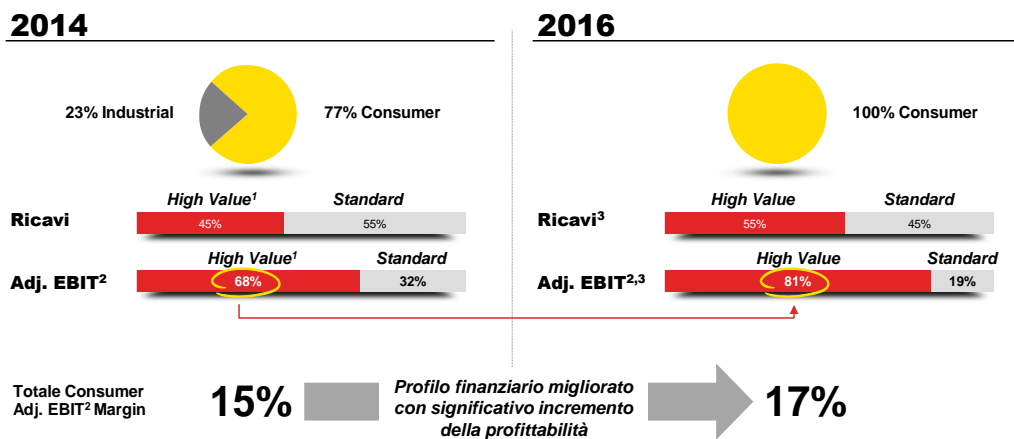 2014
23% Industrial
77% Consumer
High Value¹ Standard
Ricavi 45% 55%
High Value¹ Standard
Adj. EBIT² 68% 32%
2016
100% Consumer
High Value Standard
Ricavi³ 55% 45%
High Value Standard
Adj. EBIT²,³ 81% 19%
Totale Consumer
Adj. EBIT² Margin
15%
Profilo finanziario migliorato
con significativo incremento
della profittabilità
17%